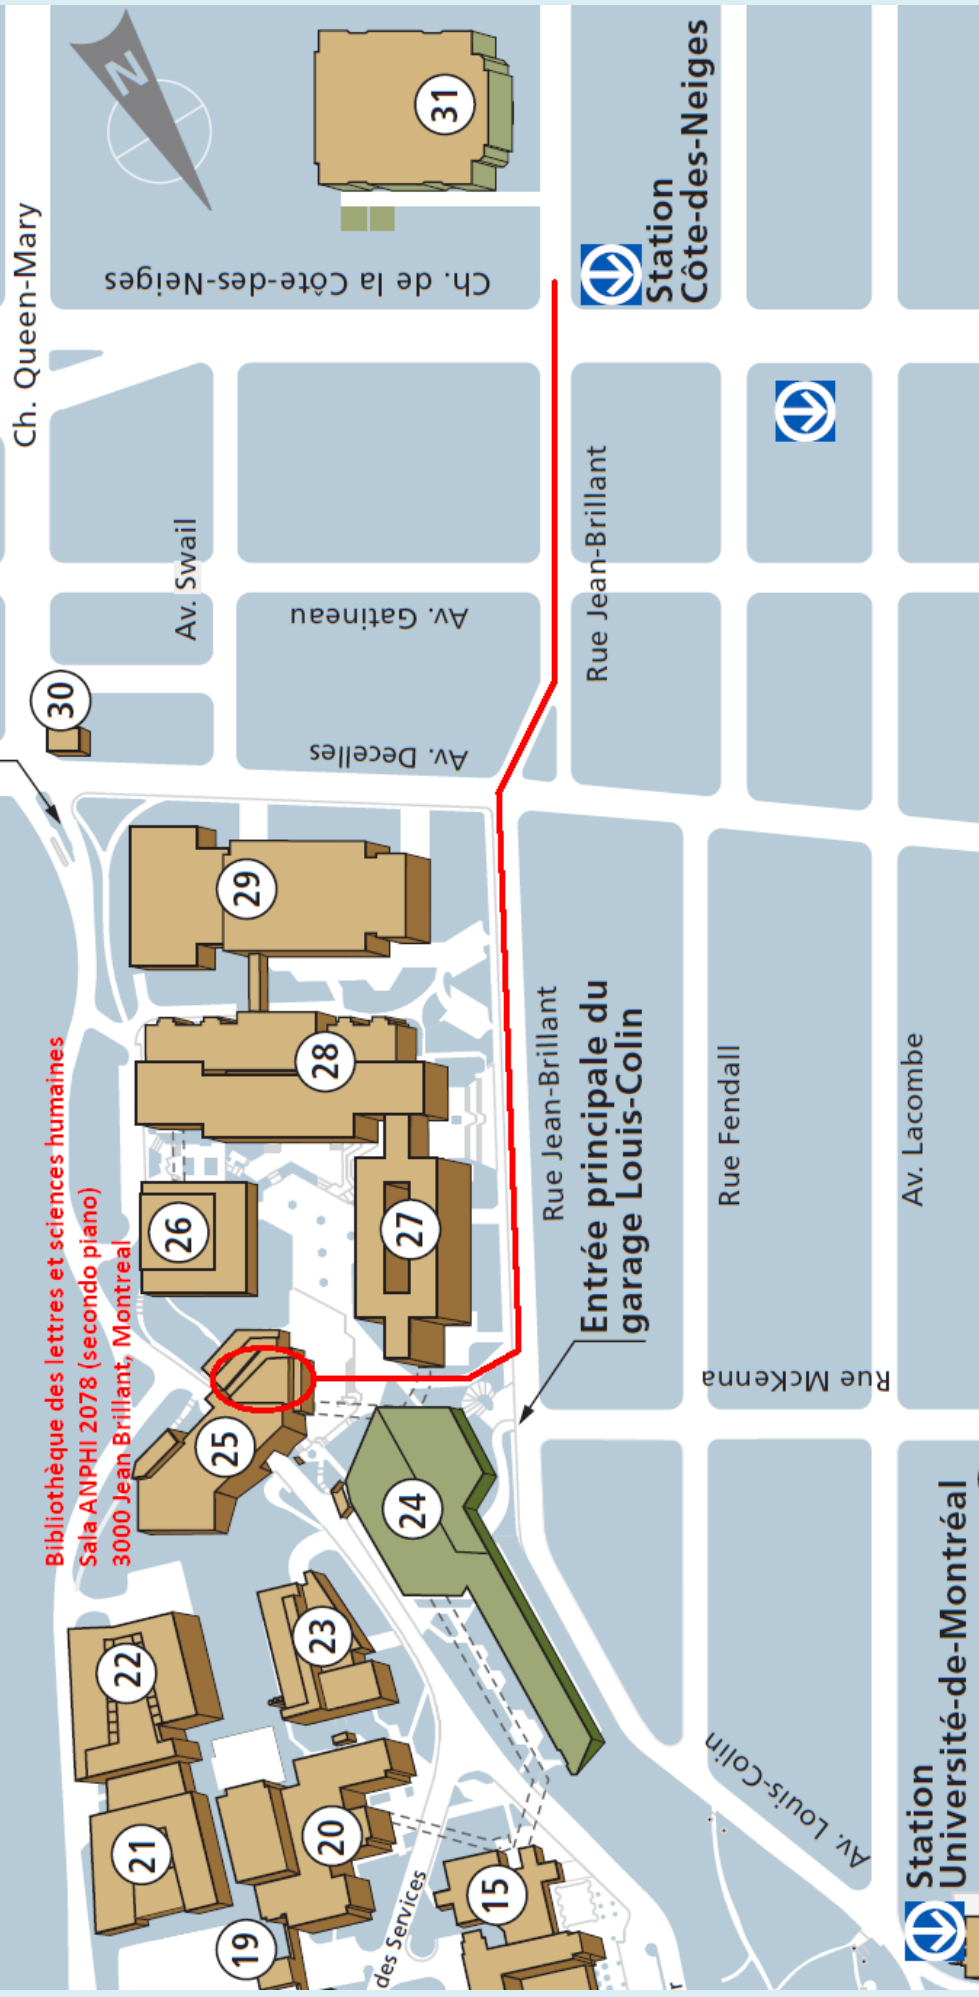 Bibliothèque des lettres et sciences humaines
Sala ANPHI 2078 (secondo piano)
3000 Jean Brillant, Montreal
Ch. Queen-Mary
N
31
Ch. de la Côte-des-Neiges
Station
Côte-des-Neiges
Av. Swail
Av. Gatineau
Rue Jean-Brillant
30
Av. Decelles
29
28
26
27
Rue Jean-Brillant
Entrée principale du
garage Louis-Colin
Rue Fendall
Av. Lacombe
Rue McKenna
25
24
23
22
21
20
19
15
des Services
Av. Louis-Colin
Station
Université-de-Montréal